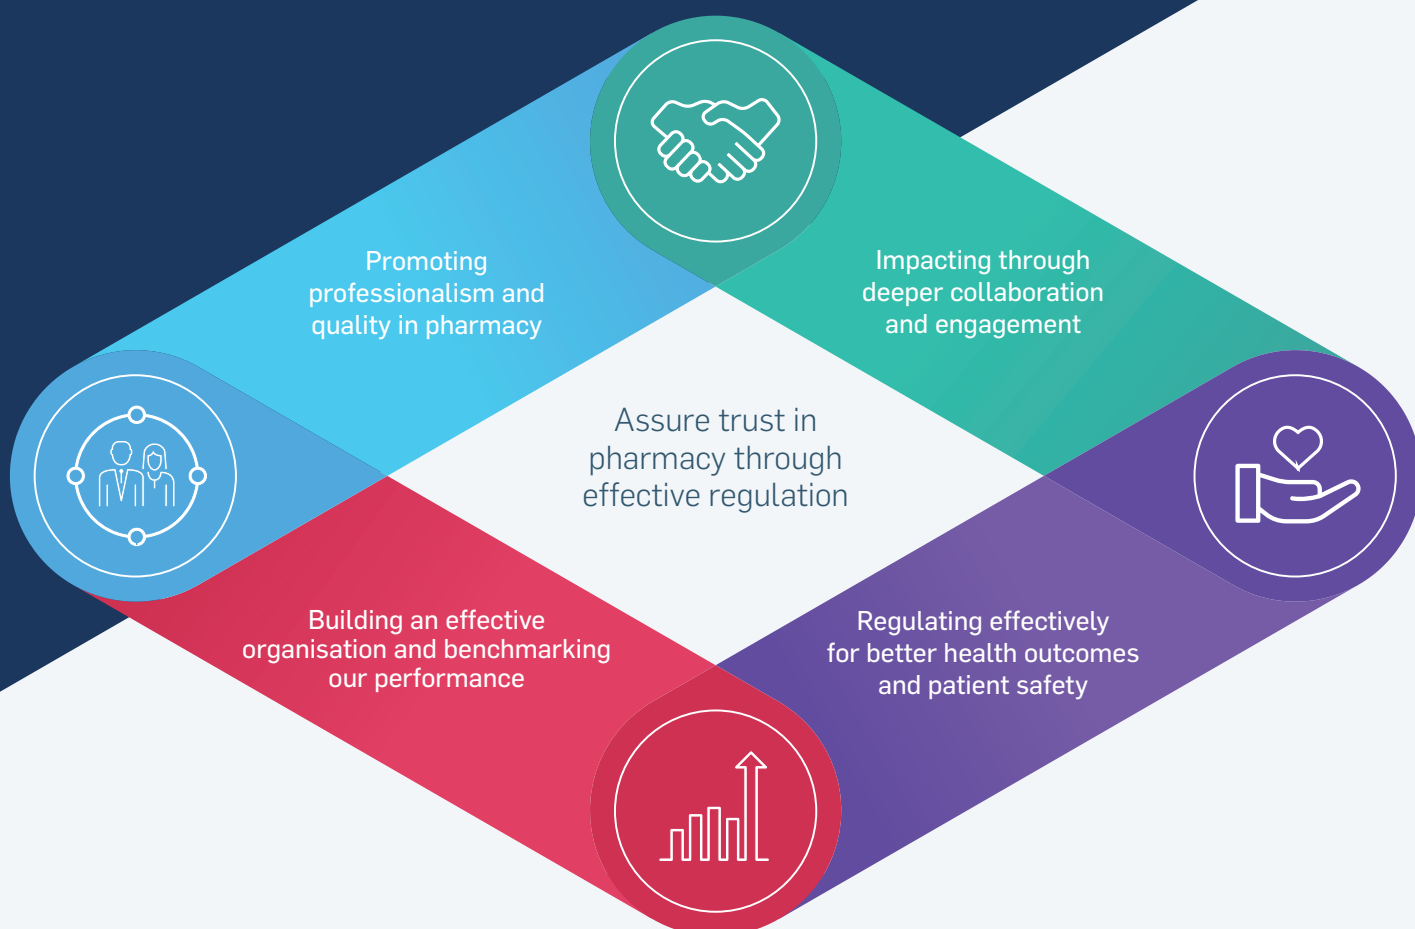 Promoting
professionalism and
quality in pharmacy
Impacting through
deeper collaboration
and engagement
Assure trust in
pharmacy through
effective regulation
Building an effective
organisation and benchmarking
our performance
Regulating effectively
for better health outcomes
and patient safety